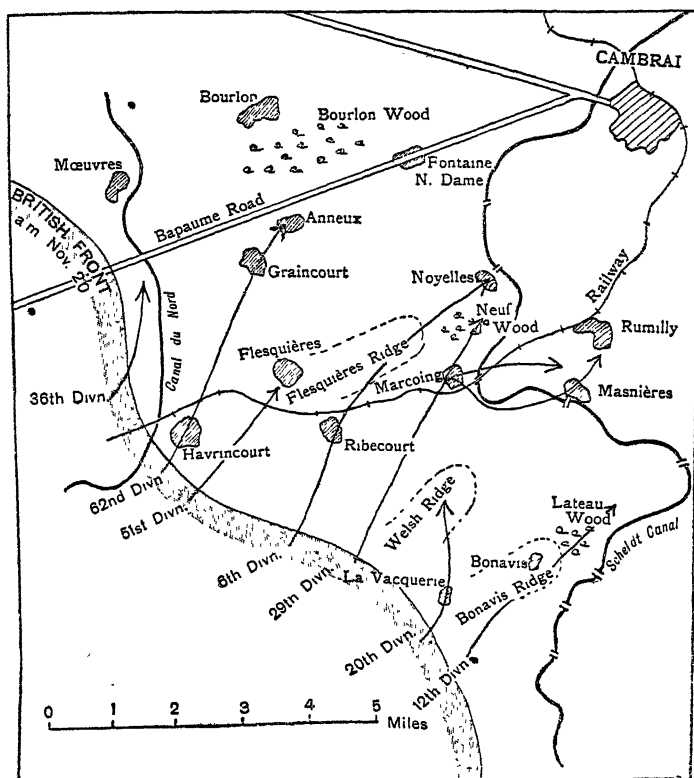 CAMBRAI
Bourlon
Bourlon Wood
Mœuvres
Fontaine
N. Dame
Bapaume Road
BRITISH FRONT
a m Nov. 20
Anneux
Graincourt
Noyelles
Railway
Neuf
Wood
Rumilly
Canal du Nord
Flesquières
Flesquières Ridge
Marcoing
Masnières
36th Divn.
Havrincourt
Ribecourt
62nd Divn
51st Divn.
Welsh Ridge
Lateau
Wood
6th Divn.
29th Divn.
La Vacquerie
Bonavis
Bonavis Ridge
Scheldt Canal
20th Divn.
12th Divn
0 1 2 3 4 5
Miles